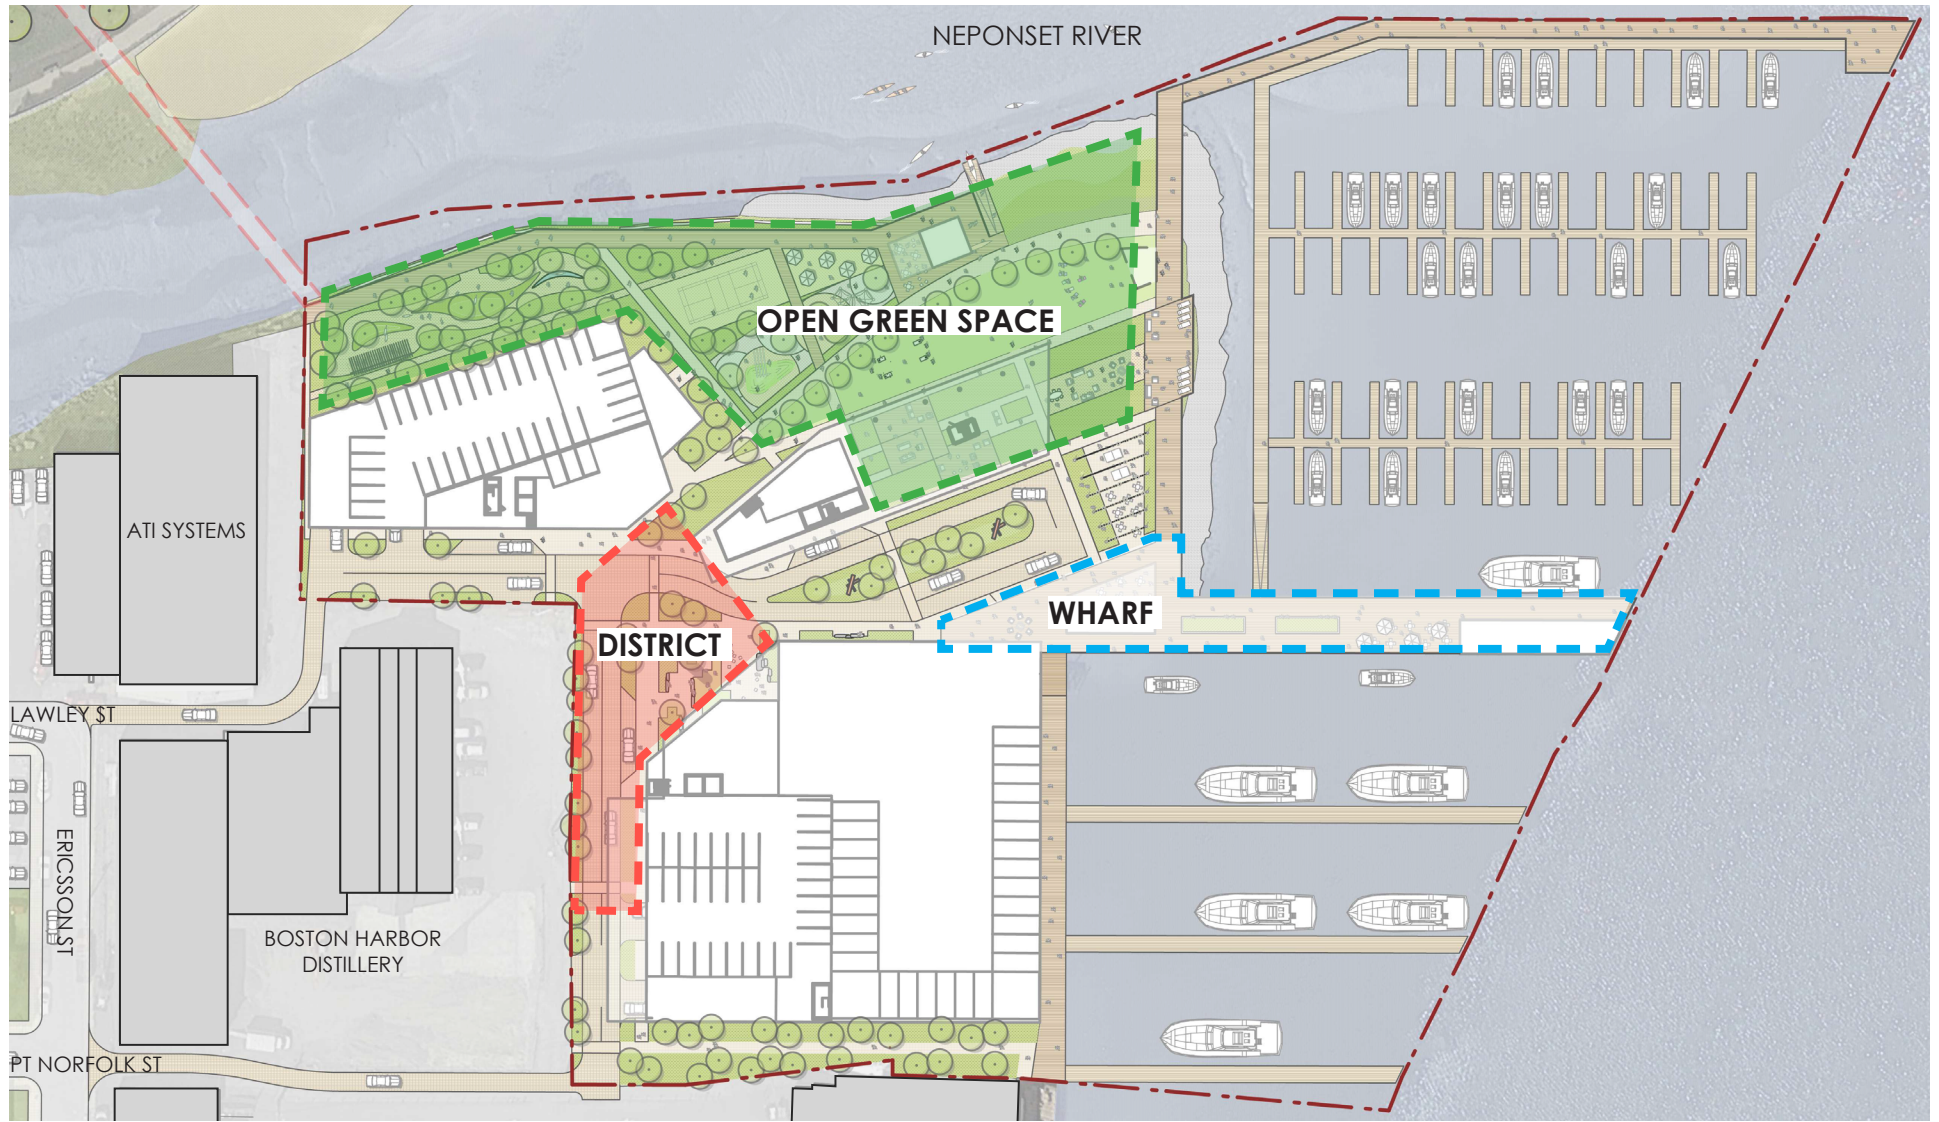 NEPONSET RIVER
OPEN GREEN SPACE
ATI SYSTEMS
WHARF
DISTRICT
LAWLEY ST
ERICSSON ST
BOSTON HARBOR
DISTILLERY
PT NORFOLK ST